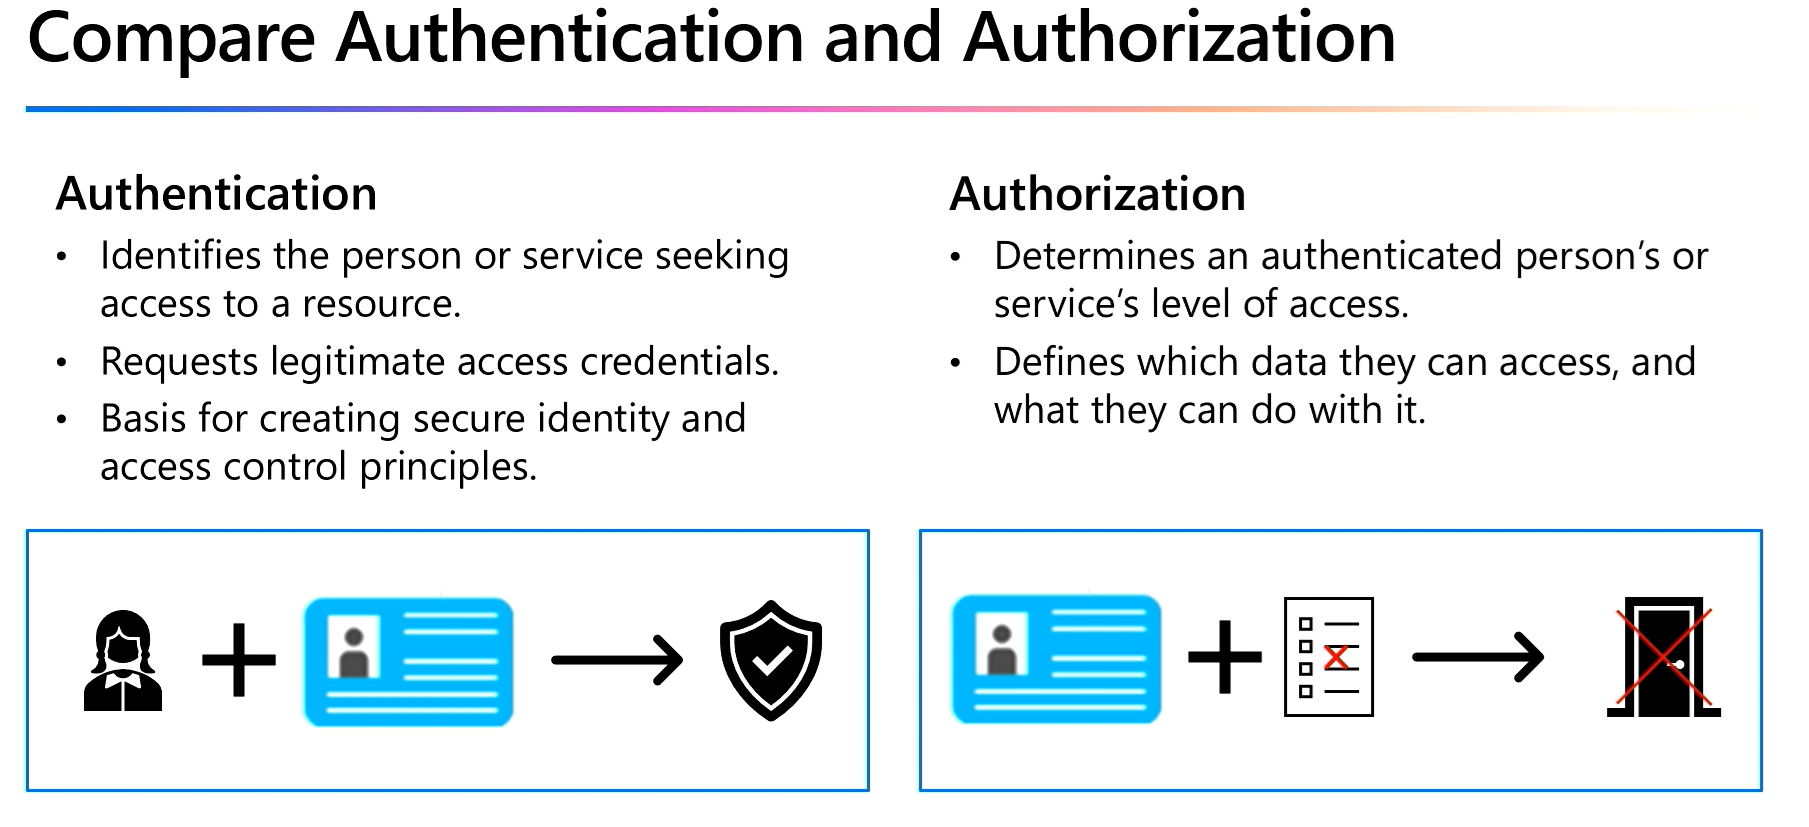 Compare Authentication and Authorization
Authentication
• Identifies the person or service seeking
access to a resource.
• Requests legitimate access credentials.
• Basis for creating secure identity and
access control principles.
Authorization
• Determines an authenticated person’s or
service’s level of access.
• Defines which data they can access, and
what they can do with it.